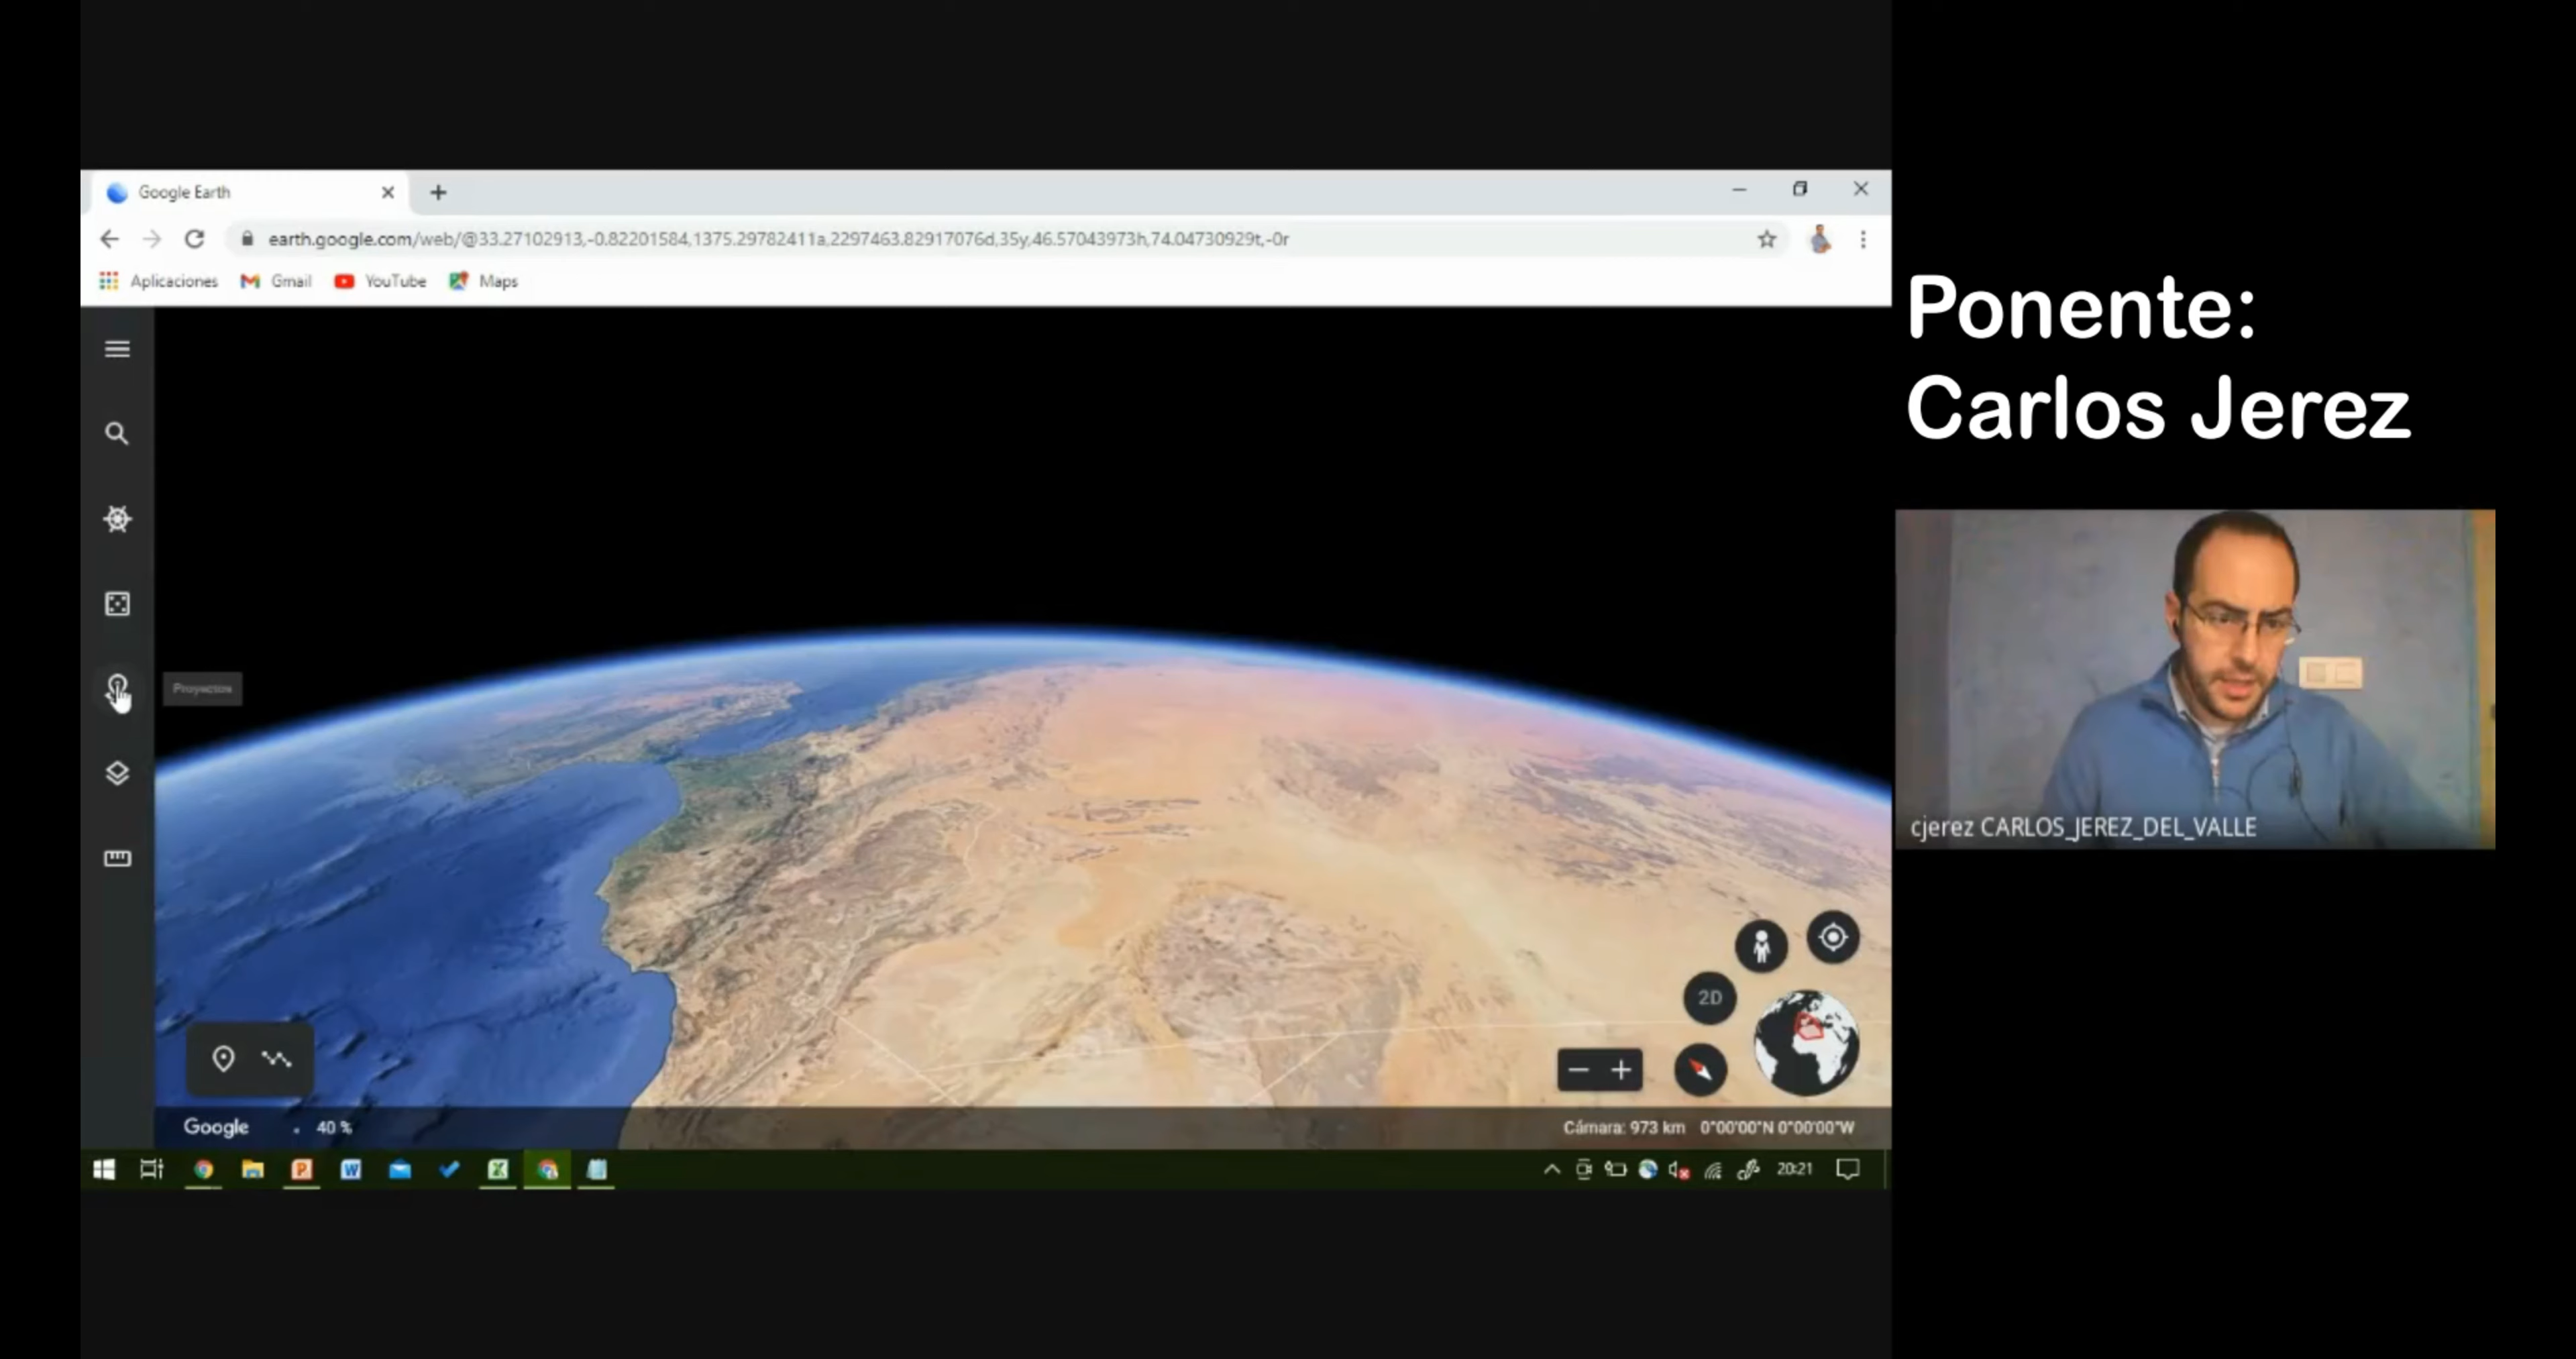 Google Earth
earth.google.com/web/@33.27102913,-0.82201584,1375.29782411a,2297463.82917076d,35y,46.57043973h,74.04730929t,-0r
Aplicaciones Gmail YouTube Maps
Ponente:
Carlos Jerez
Proyectos
cjerez CARLOS_JEREZ_DEL_VALLE
2D
Google 40 % Cámara: 973 km 0°00'00"N 0°00'00"W
20:21